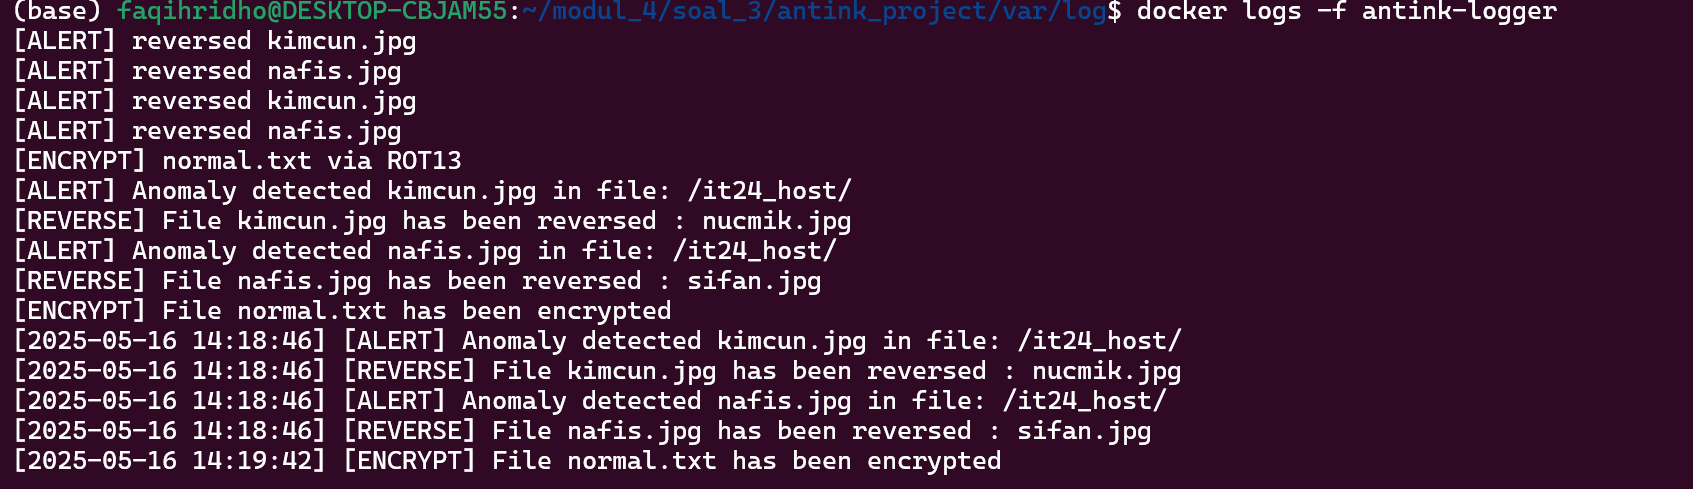 (base) faqihridho@DESKTOP-CBJAM55:~/modul_4/soal_3/antink_project/var/log$ docker logs -f antink-logger
[ALERT] reversed kimcun.jpg
[ALERT] reversed nafis.jpg
[ALERT] reversed kimcun.jpg
[ALERT] reversed nafis.jpg
[ENCRYPT] normal.txt via ROT13
[ALERT] Anomaly detected kimcun.jpg in file: /it24_host/
[REVERSE] File kimcun.jpg has been reversed : nucmik.jpg
[ALERT] Anomaly detected nafis.jpg in file: /it24_host/
[REVERSE] File nafis.jpg has been reversed : sifan.jpg
[ENCRYPT] File normal.txt has been encrypted
[2025-05-16 14:18:46] [ALERT] Anomaly detected kimcun.jpg in file: /it24_host/
[2025-05-16 14:18:46] [REVERSE] File kimcun.jpg has been reversed : nucmik.jpg
[2025-05-16 14:18:46] [ALERT] Anomaly detected nafis.jpg in file: /it24_host/
[2025-05-16 14:18:46] [REVERSE] File nafis.jpg has been reversed : sifan.jpg
[2025-05-16 14:19:42] [ENCRYPT] File normal.txt has been encrypted